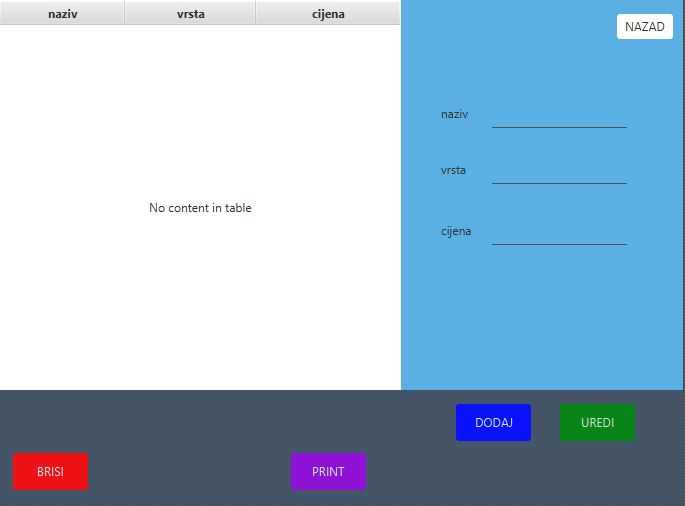 naziv vrsta cijena
NAZAD
naziv
vrsta
No content in table
cijena
DODAJ UREDI
BRISI PRINT